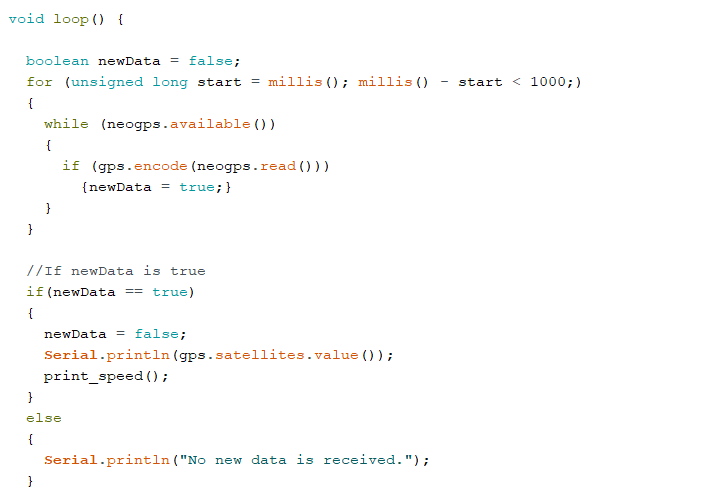 void loop() {
boolean newData = false;
for (unsigned long start = millis(); millis() - start < 1000;)
{
while (neogps.available())
{
if (gps.encode(neogps.read()))
{newData = true;}
}
}
//If newData is true
if(newData == true)
{
newData = false;
Serial.println(gps.satellites.value());
print_speed();
}
else
{
Serial.println("No new data is received.");
}